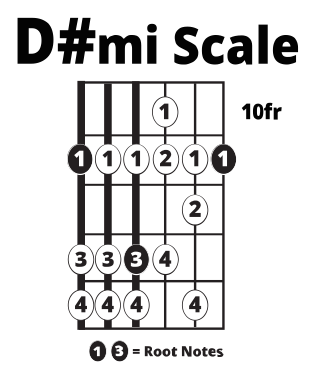 D#mi Scale
1 10fr
1 1 1 2 1 1
2
3 3 3 4
4 4 4 4
1 3 = Root Notes